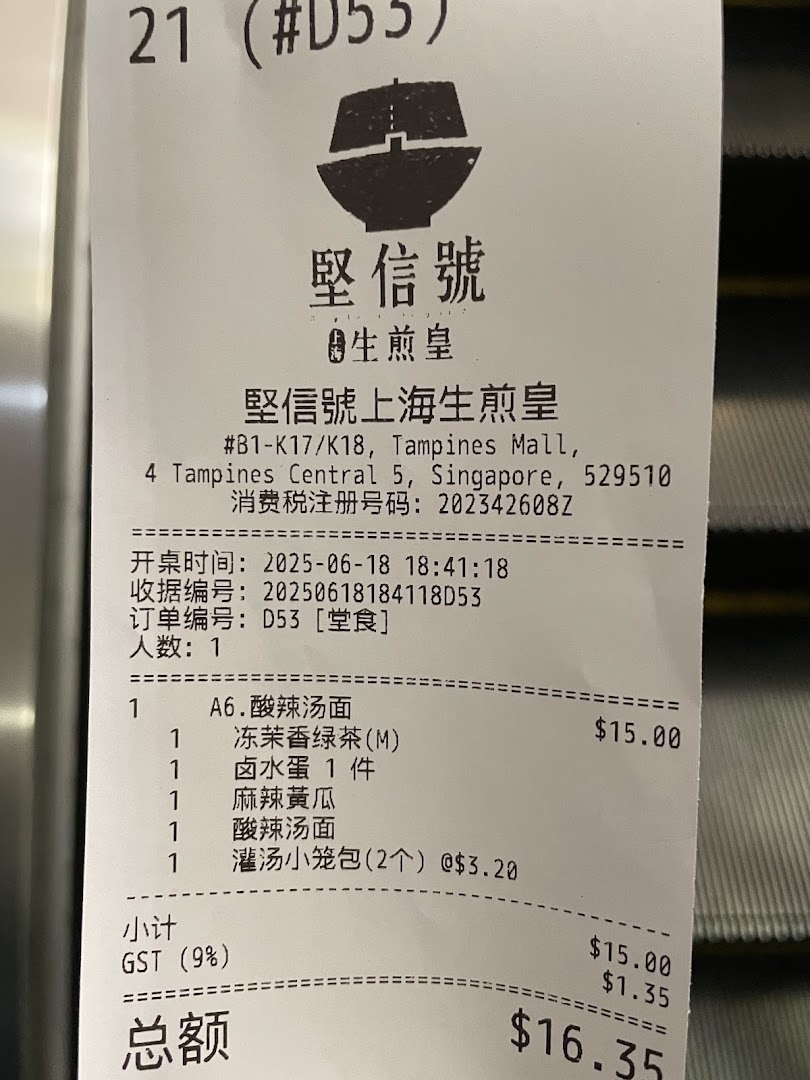 21 (#D53)
堅信號
上海生煎皇
堅信號上海生煎皇
#B1-K17/K18, Tampines Mall,
4 Tampines Central 5, Singapore, 529510
消费税注册号码: 202342608Z
开桌时间: 2025-06-18 18:41:18
收据编号: 20250618184118D53
订单编号: D53 [堂食]
人数: 1
1 A6.酸辣汤面 $15.00
1 冻茉香绿茶(M)
1 卤水蛋 1 件
1 麻辣黃瓜
1 酸辣汤面
1 灌汤小笼包(2个) @$3.20
小计 $15.00
GST (9%) $1.35
总额 $16.35